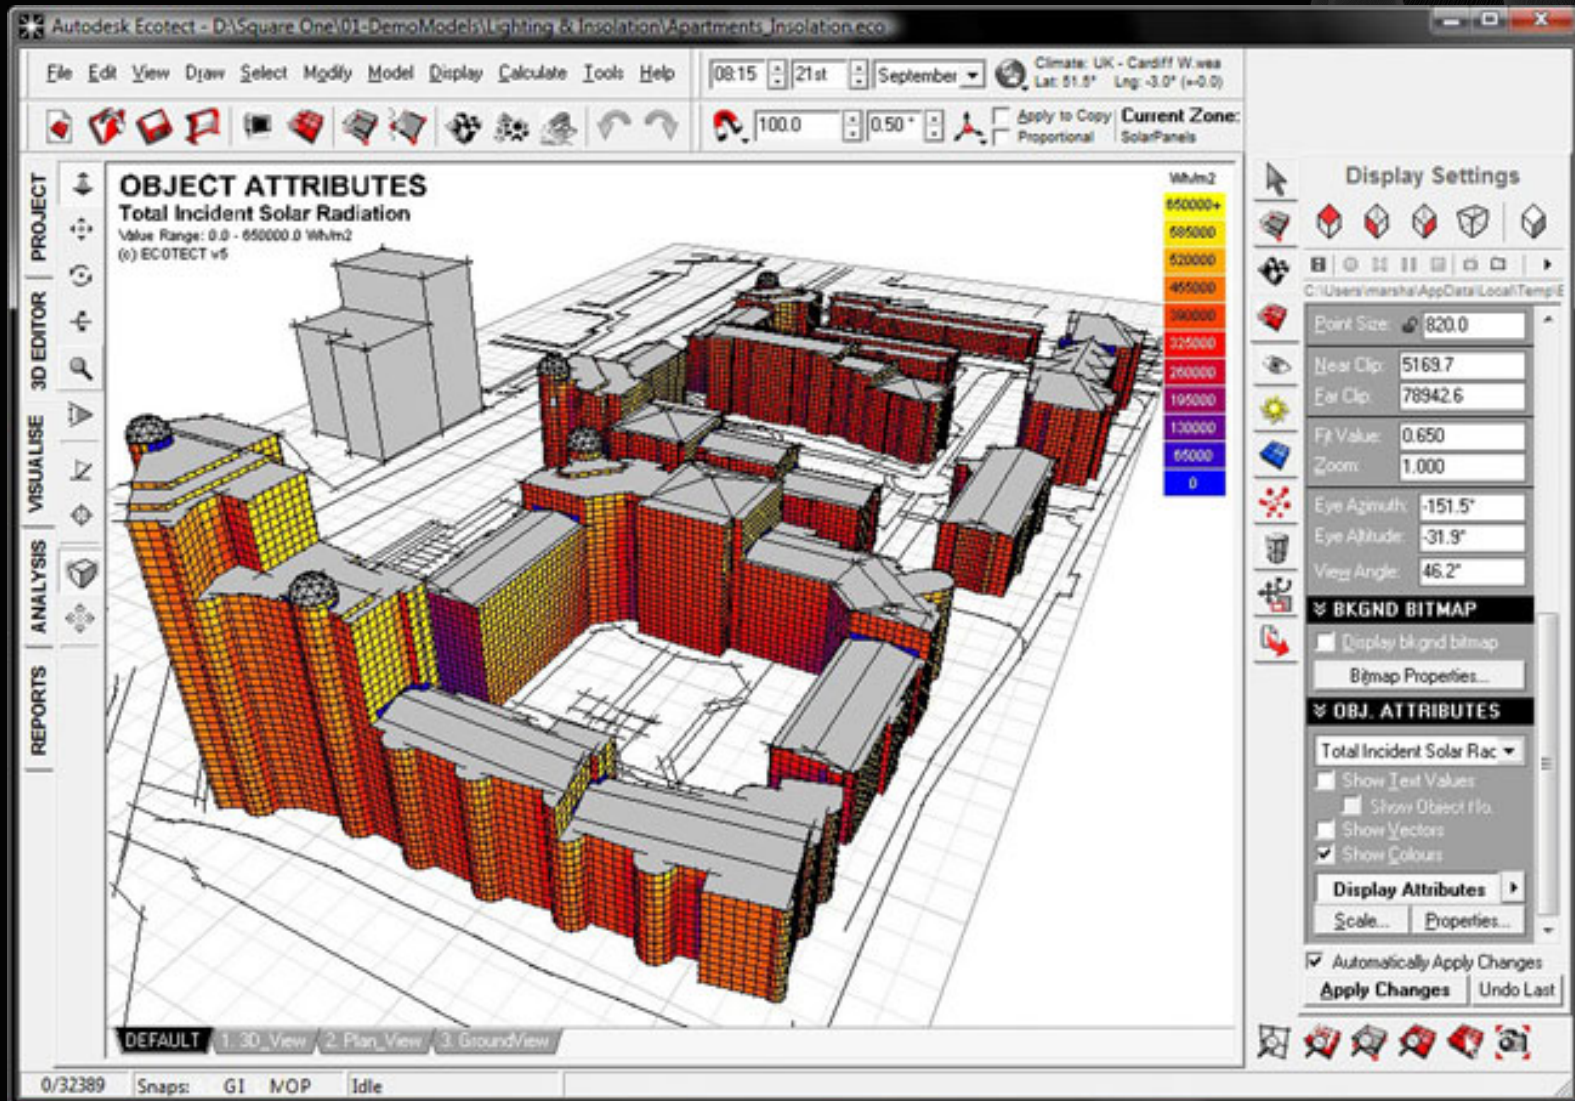 Autodesk Ecotect - D:\Square One\01-DemoModels\Lighting & Insolation\Apartments_Insolation.eco
File Edit View Draw Select Modify Model Display Calculate Tools Help
08:15 21st September
Climate: UK - Cardiff W.wea
Lat: 51.5° Lng: -3.0° (+-0.0)
100.0 0.50 °
Apply to Copy
Proportional
Current Zone:
SolarPanels
PROJECT
3D EDITOR
VISUALISE
ANALYSIS
REPORTS
OBJECT ATTRIBUTES
Total Incident Solar Radiation
Value Range: 0.0 - 650000.0 Wh/m2
(c) ECOTECT v5
Wh/m2
650000+
585000
520000
455000
390000
325000
260000
195000
130000
65000
0
Display Settings
Point Size: 820.0
Near Clip: 5169.7
Far Clip: 78942.6
Fit Value: 0.650
Zoom: 1.000
Eye Azimuth: -151.5°
Eye Altitude: -31.9°
View Angle: 46.2°
BKGND BITMAP
Display bkgnd bitmap
Bitmap Properties...
OBJ. ATTRIBUTES
Total Incident Solar Rac
Show Text Values
Show Object No.
Show Vectors
Show Colours
Display Attributes
Scale... Properties...
Automatically Apply Changes
Apply Changes Undo Last
DEFAULT 1. 3D_View 2. Plan_View 3. GroundView
0/32389 Snaps: GI MOP Idle